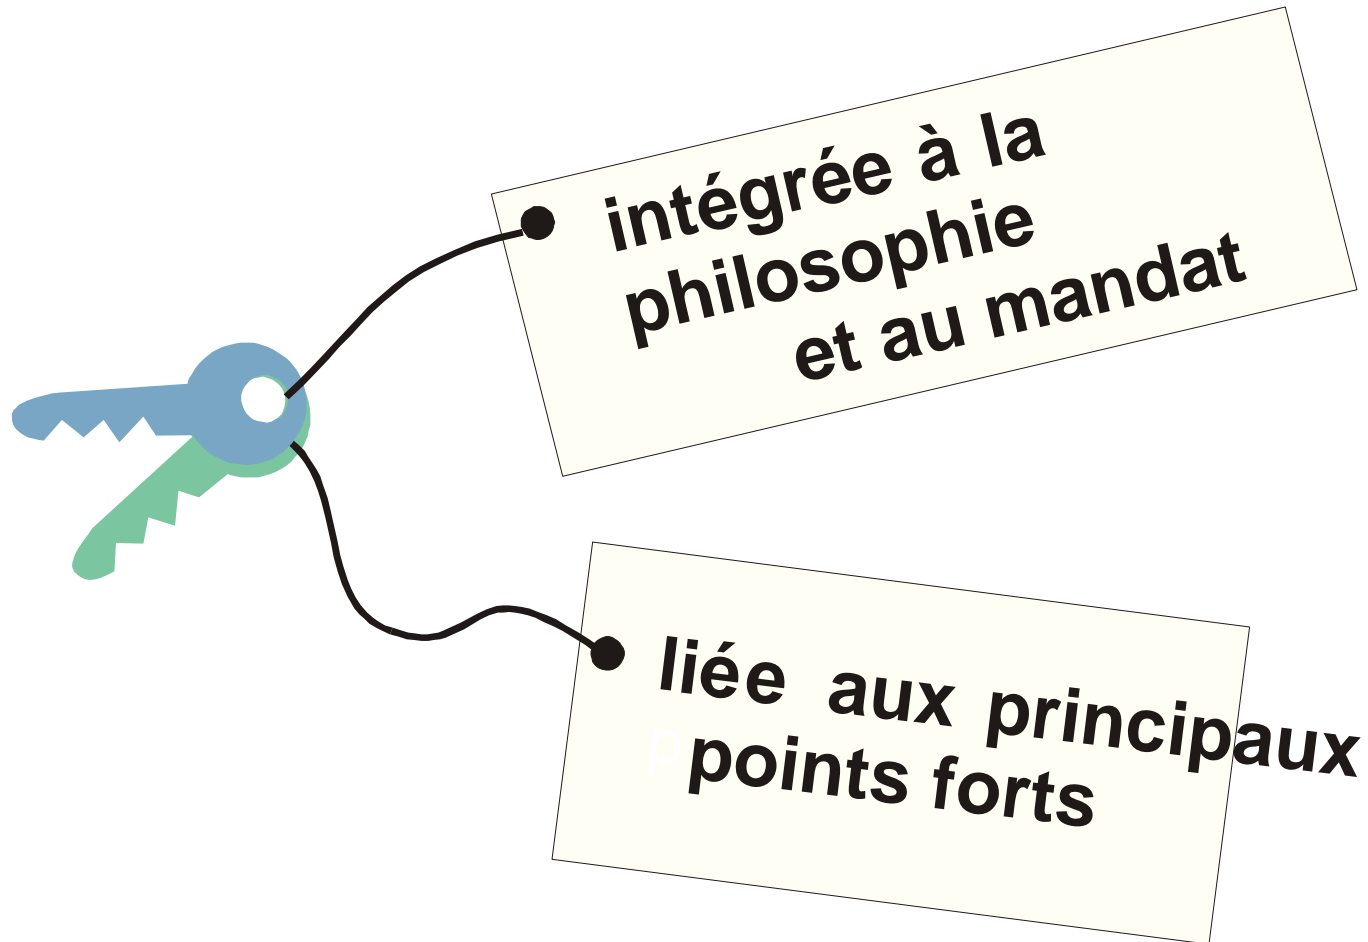 intégrée à la
philosophie
et au mandat
liée aux principaux
points forts